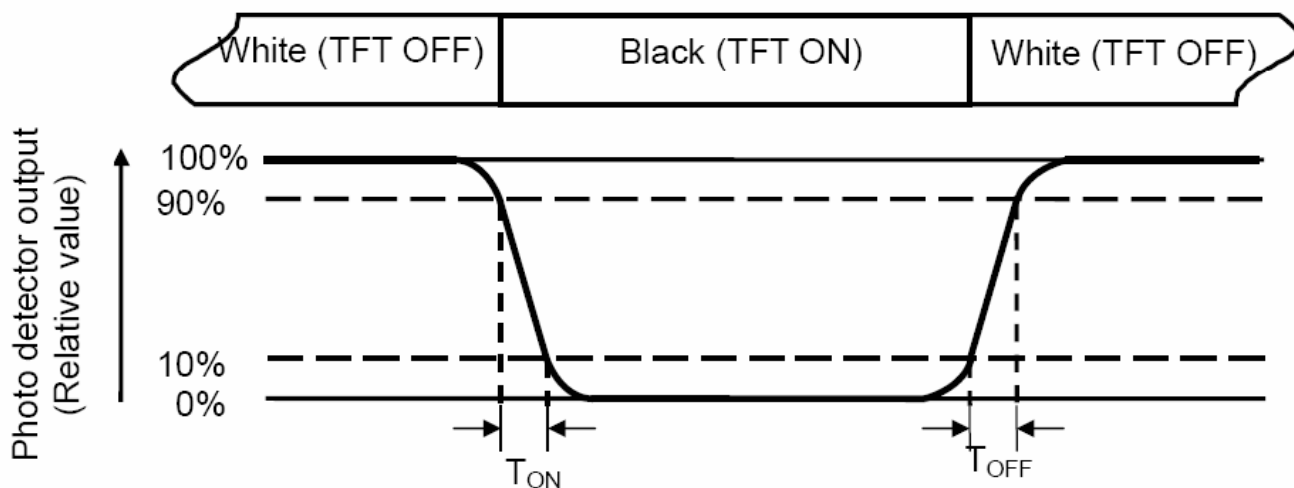 White (TFT OFF) Black (TFT ON) White (TFT OFF)
Photo detector output
(Relative value)
100%
90%
10%
0%
TON TOFF